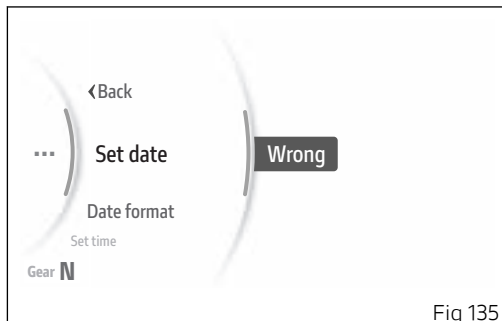 ‹Back
... Set date Wrong
Date format
Set time
Gear N
Fig 135